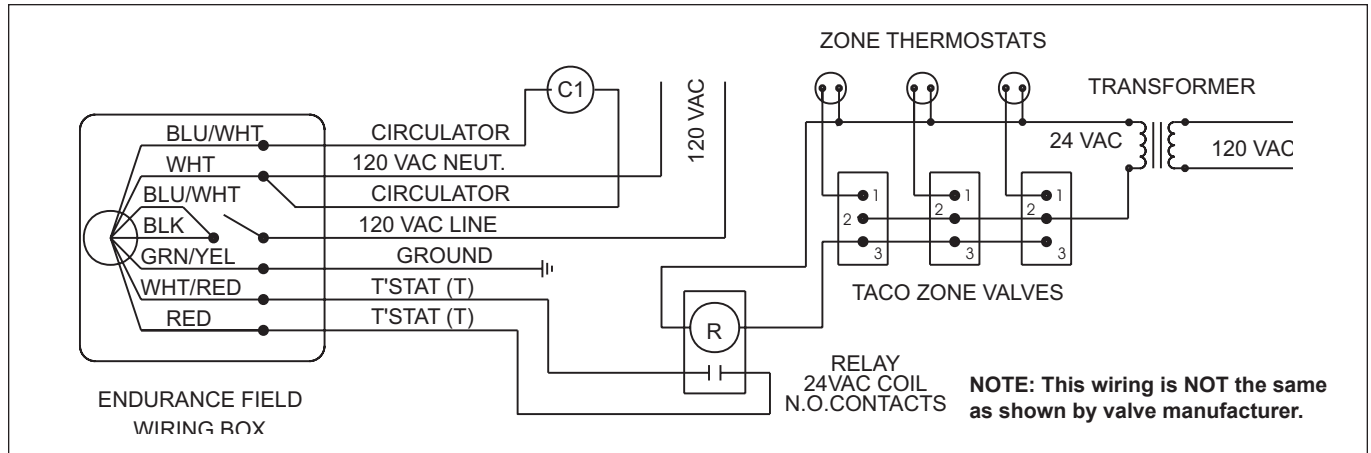 ZONE THERMOSTATS
TRANSFORMER
C1
120 VAC
BLU/WHT
CIRCULATOR
WHT
120 VAC NEUT.
BLU/WHT
CIRCULATOR
BLK
120 VAC LINE
GRN/YEL
GROUND
WHT/RED
T'STAT (T)
RED
T'STAT (T)
24 VAC
120 VAC
1
2
3
1
2
3
1
2
3
TACO ZONE VALVES
R
RELAY
24VAC COIL
N.O.CONTACTS
NOTE: This wiring is NOT the same
as shown by valve manufacturer.
ENDURANCE FIELD
WIRING BOX